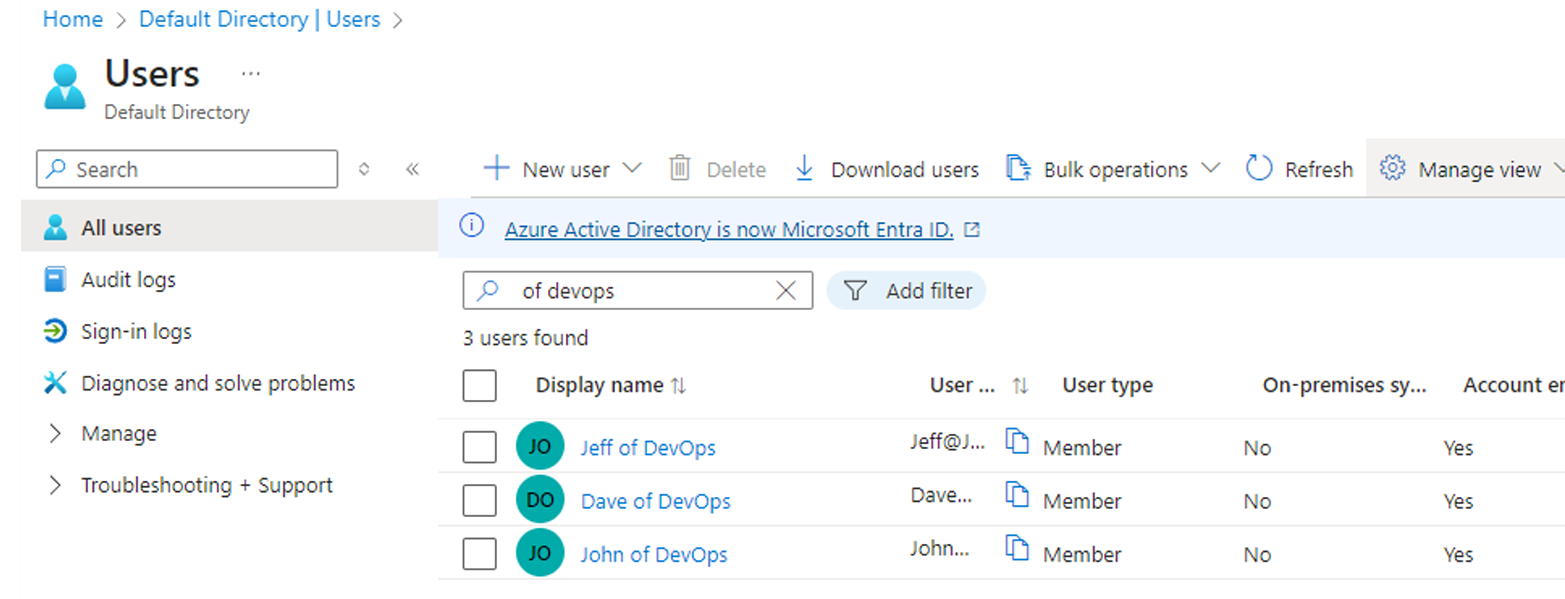 Home > Default Directory | Users >
Users ...
Default Directory
Search
New user
Delete
Download users
Bulk operations
Refresh
Manage view
All users
Audit logs
Sign-in logs
Diagnose and solve problems
Manage
Troubleshooting + Support
Azure Active Directory is now Microsoft Entra ID.
of devops
Add filter
3 users found
Display name User ... User type On-premises sy... Account en
JO Jeff of DevOps Jeff@J... Member No Yes
DO Dave of DevOps Dave... Member No Yes
JO John of DevOps John... Member No Yes